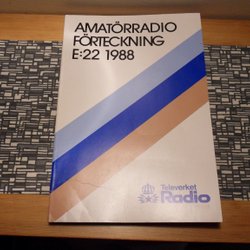 AMATÖRRADIO
FÖRTECKNING
E:22 1988
Televerket
Radio